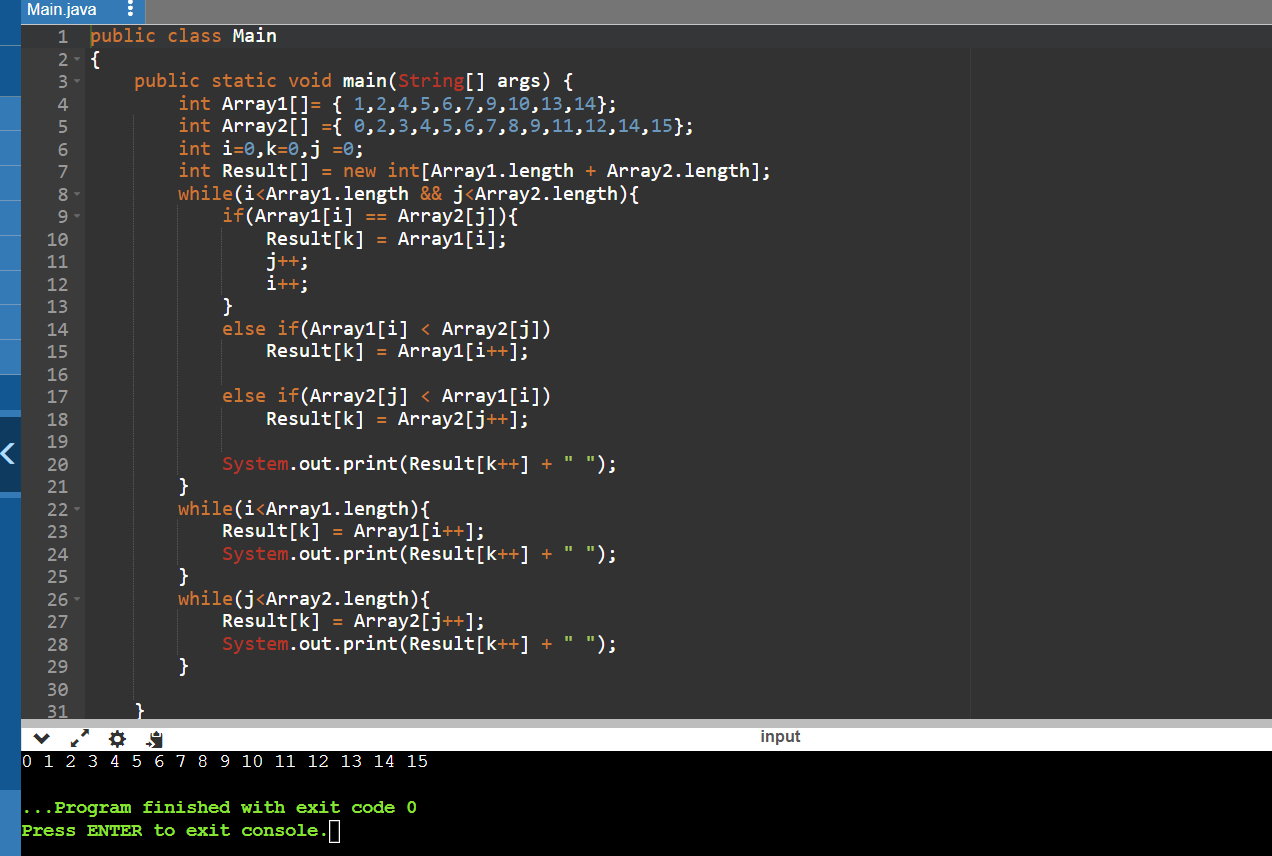 Main.java
1 public class Main
2 {
3     public static void main(String[] args) {
4         int Array1[]= { 1,2,4,5,6,7,9,10,13,14};
5         int Array2[] ={ 0,2,3,4,5,6,7,8,9,11,12,14,15};
6         int i=0,k=0,j =0;
7         int Result[] = new int[Array1.length + Array2.length];
8         while(i<Array1.length && j<Array2.length){
9             if(Array1[i] == Array2[j]){
10                 Result[k] = Array1[i];
11                 j++;
12                 i++;
13             }
14             else if(Array1[i] < Array2[j])
15                 Result[k] = Array1[i++];
16
17             else if(Array2[j] < Array1[i])
18                 Result[k] = Array2[j++];
19
20             System.out.print(Result[k++] + " ");
21         }
22         while(i<Array1.length){
23             Result[k] = Array1[i++];
24             System.out.print(Result[k++] + " ");
25         }
26         while(j<Array2.length){
27             Result[k] = Array2[j++];
28             System.out.print(Result[k++] + " ");
29         }
30
31     }
input
0 1 2 3 4 5 6 7 8 9 10 11 12 13 14 15
...Program finished with exit code 0
Press ENTER to exit console.